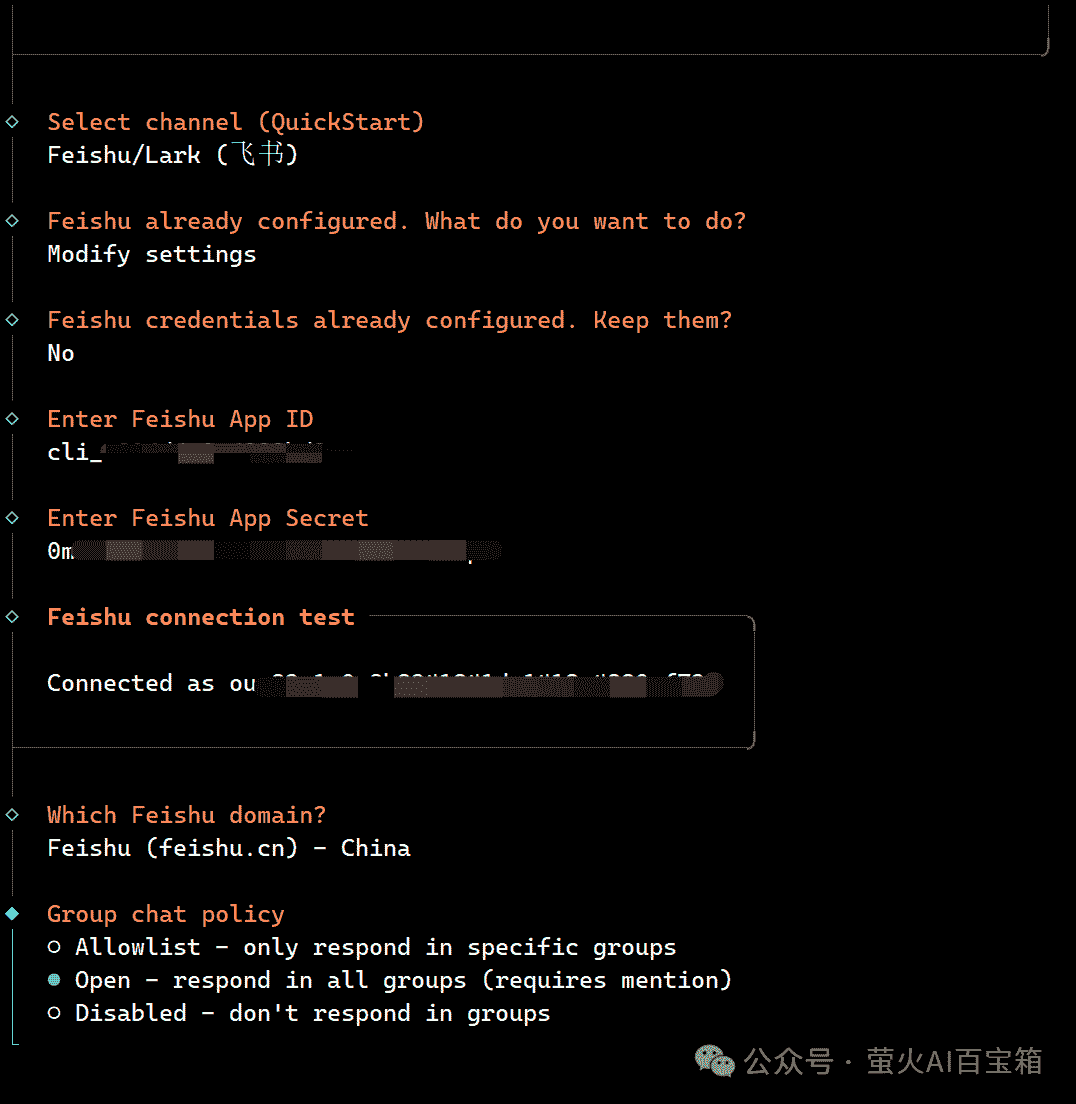 Select channel (QuickStart)
Feishu/Lark (飞书)
Feishu already configured. What do you want to do?
Modify settings
Feishu credentials already configured. Keep them?
No
Enter Feishu App ID
cli_
Enter Feishu App Secret
0m
Feishu connection test
Connected as ou
Which Feishu domain?
Feishu (feishu.cn) - China
Group chat policy
Allowlist - only respond in specific groups
Open - respond in all groups (requires mention)
Disabled - don't respond in groups
公众号 · 萤火AI百宝箱